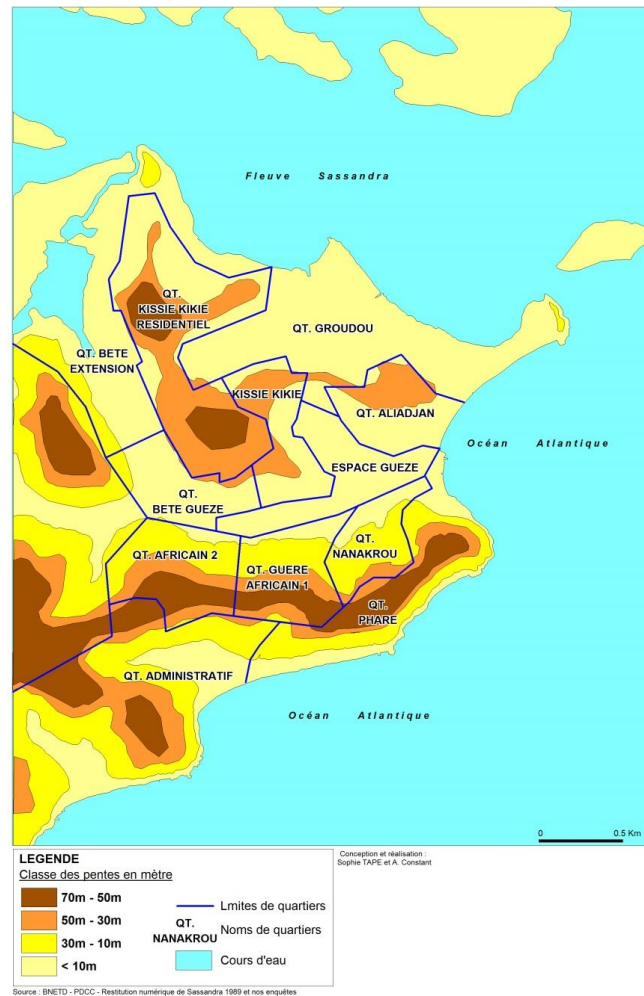 Fleuve Sassandra
QT.
KISSIE KIKIE
RESIDENTIEL
QT. GROUDOU
QT. BETE
EXTENSION
KISSIE KIKIE
QT. ALIADJAN
Océan Atlantique
ESPACE GUEZE
QT.
BETE GUEZE
QT. AFRICAIN 2
QT. GUERE
AFRICAIN 1
QT.
NANAKROU
QT.
PHARE
QT. ADMINISTRATIF
Océan Atlantique
0 0.5 Km
Conception et réalisation :
Sophie TAPE et A. Constant
LEGENDE
Classe des pentes en mètre
70m - 50m
50m - 30m
30m - 10m
< 10m
Lmites de quartiers
QT.
NANAKROU
Noms de quartiers
Cours d'eau
Source : BNETD - PDCC - Restitution numérique de Sassandra 1989 et nos enquêtes